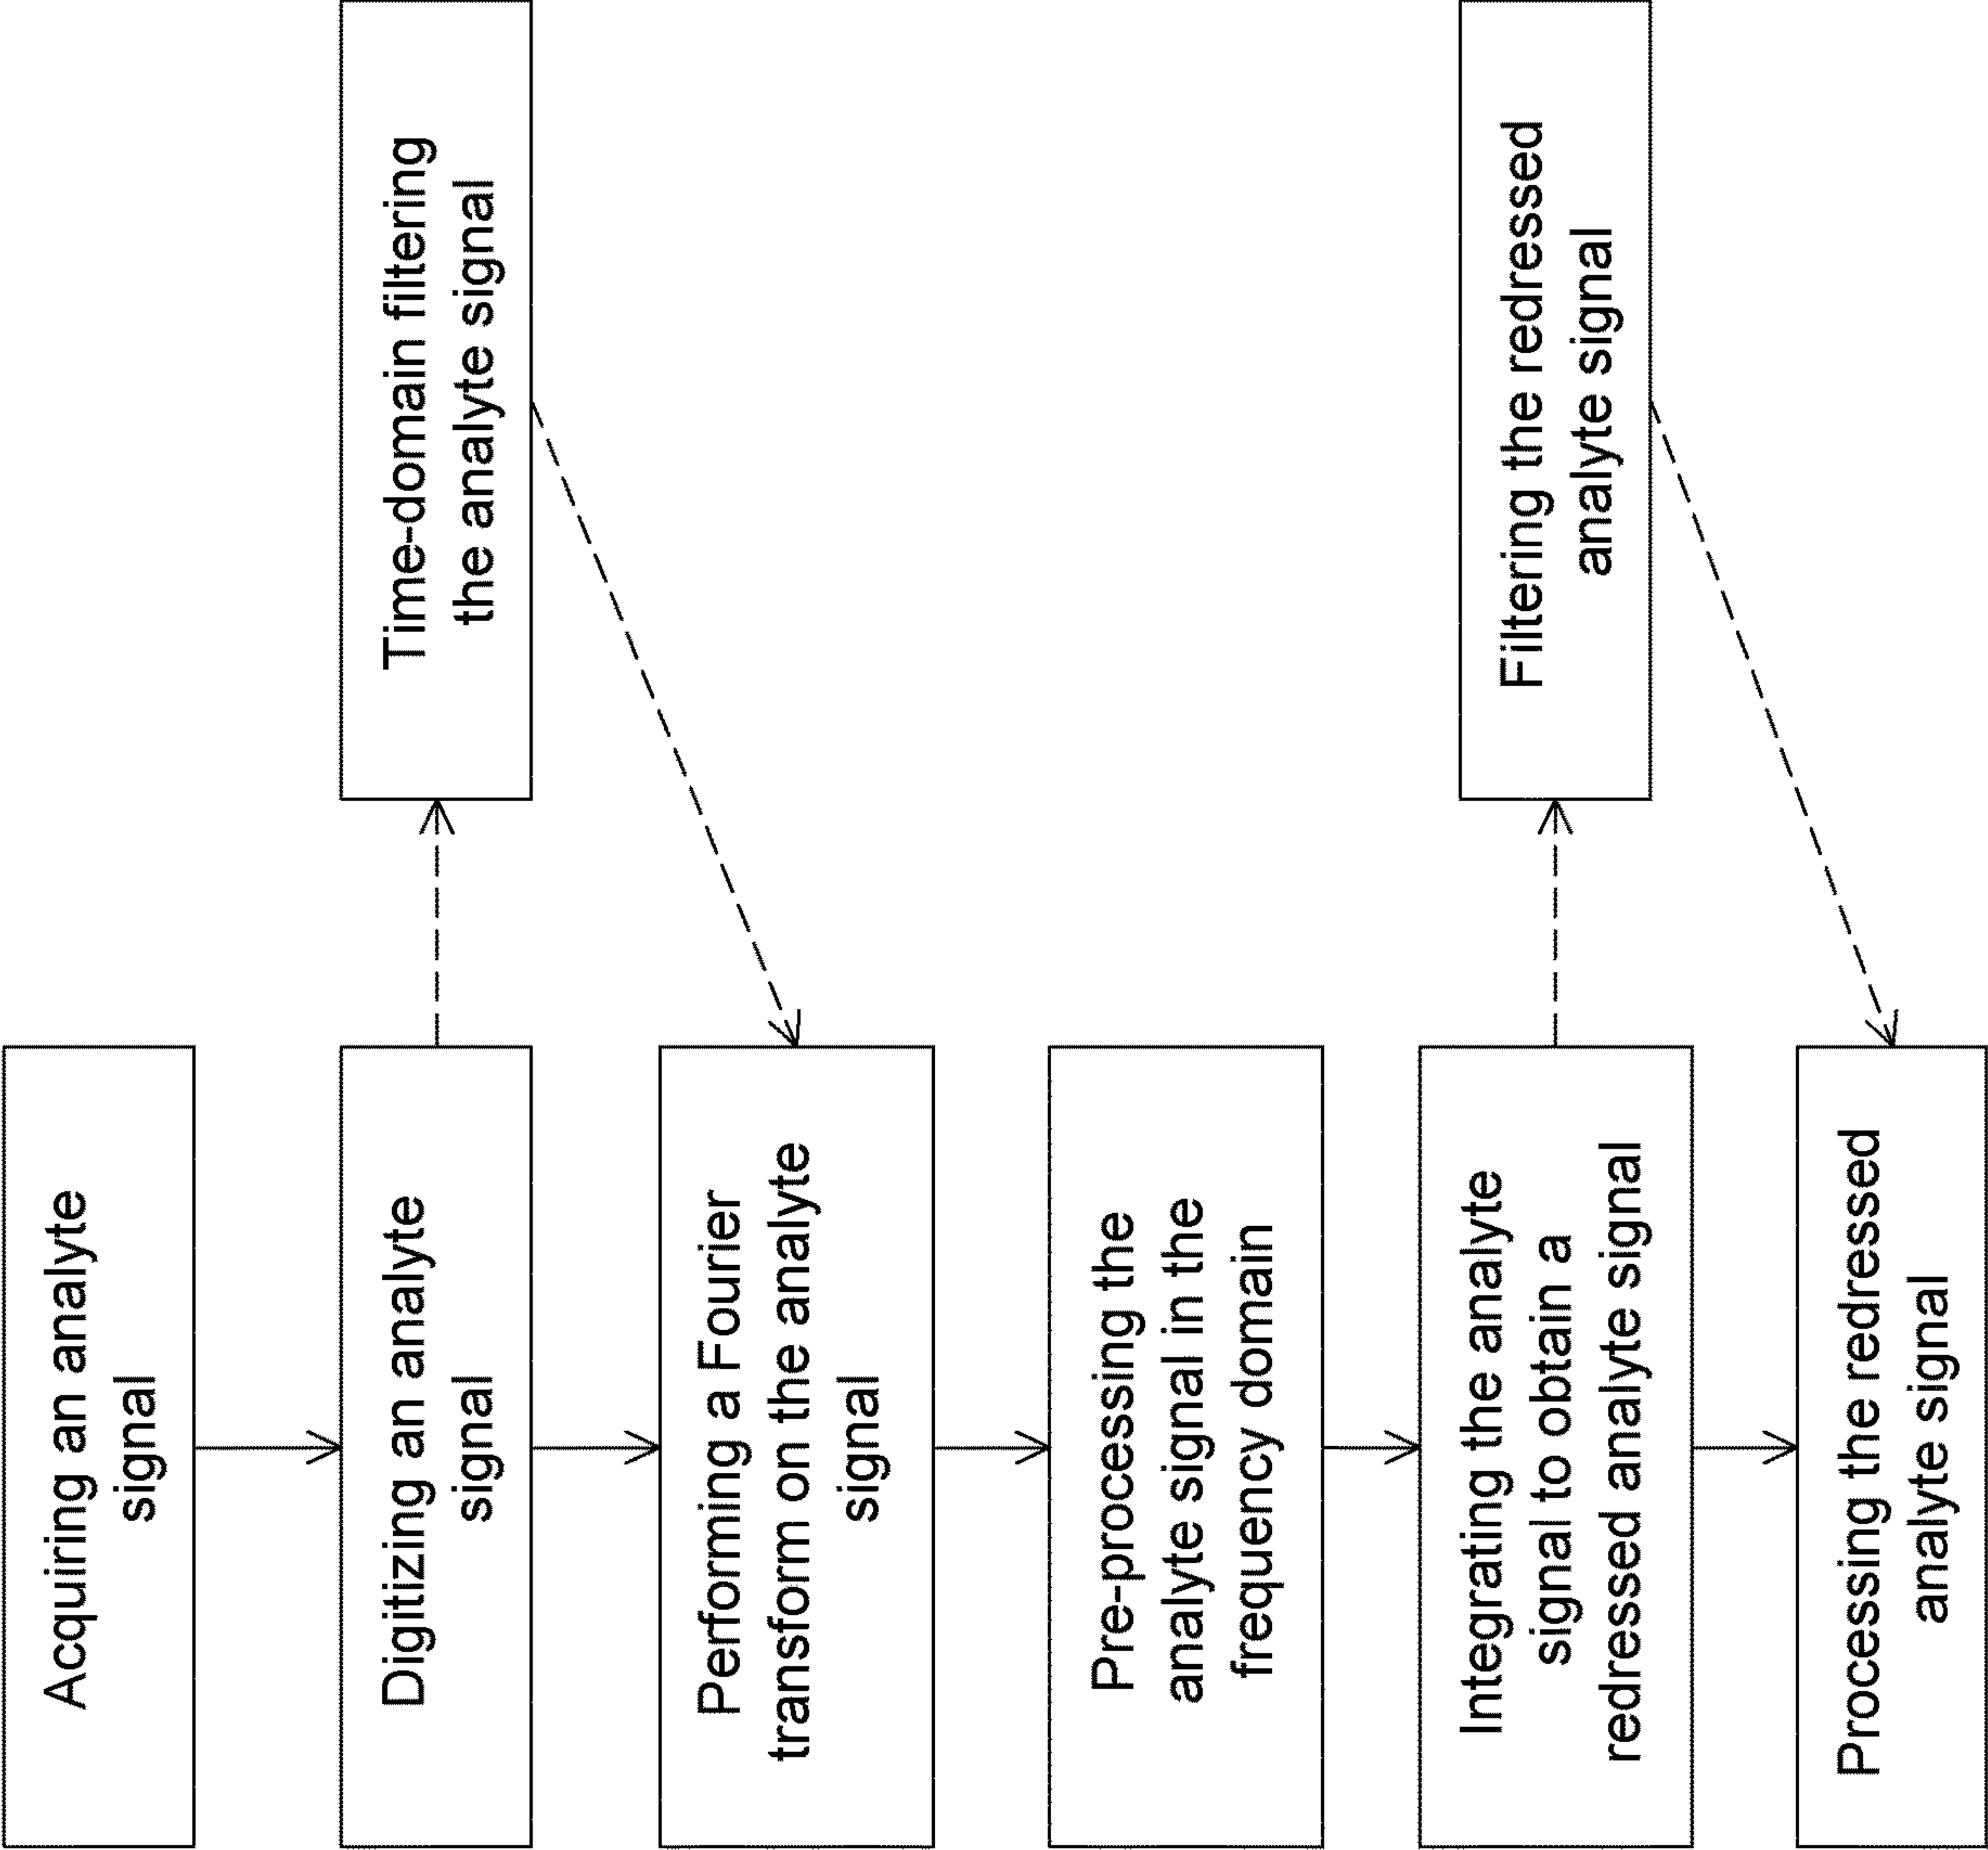 Acquiring an analyte
signal
Digitizing an analyte
signal
Time-domain filtering
the analyte signal
Performing a Fourier
transform on the analyte
signal
Pre-processing the
analyte signal in the
frequency domain
Integrating the analyte
signal to obtain a
redressed analyte signal
Filtering the redressed
analyte signal
Processing the redressed
analyte signal